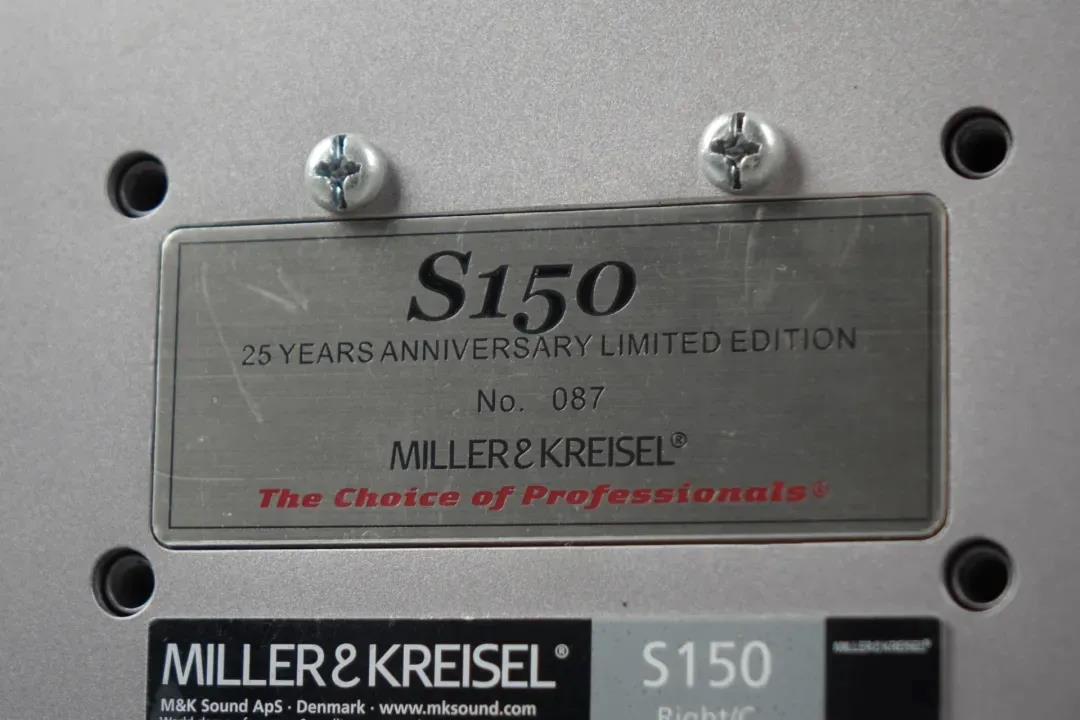 S150
25 YEARS ANNIVERSARY LIMITED EDITION
No. 087
MILLER&KREISEL®
The Choice of Professionals®
MILLER&KREISEL®
M&K Sound ApS · Denmark · www.mksound.com
S150
Right/C
MILLER&KREISEL®